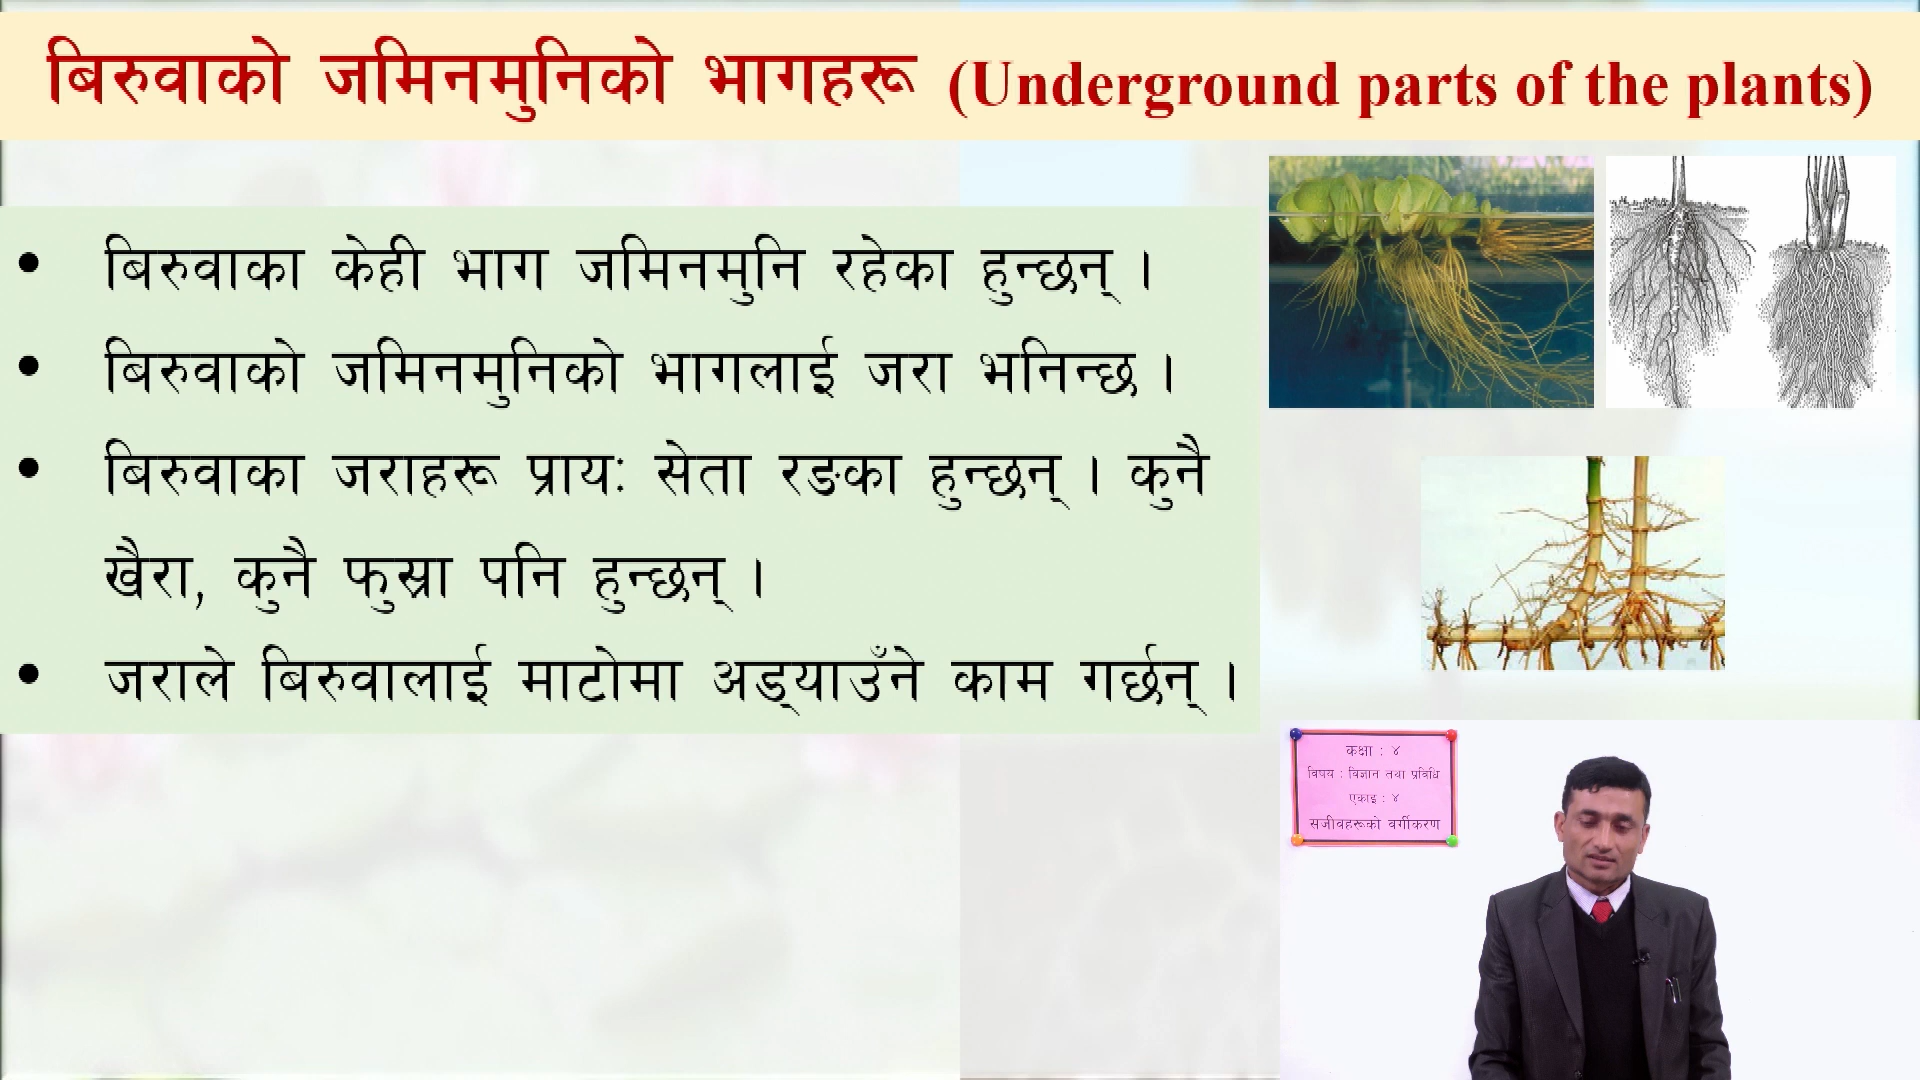 बिरुवाको जमिनमुनिको भागहरू (Underground parts of the plants)
• बिरुवाका केही भाग जमिनमुनि रहेका हुन्छन् ।
• बिरुवाको जमिनमुनिको भागलाई जरा भनिन्छ ।
• बिरुवाका जराहरू प्रायः सेता रङका हुन्छन् । कुनै
खैरा, कुनै फुस्रा पनि हुन्छन् ।
• जराले बिरुवालाई माटोमा अड्याउँने काम गर्छन् ।
कक्षा : ४
विषय : विज्ञान तथा प्रविधि
एकाइ : ४
सजीवहरूको वर्गीकरण